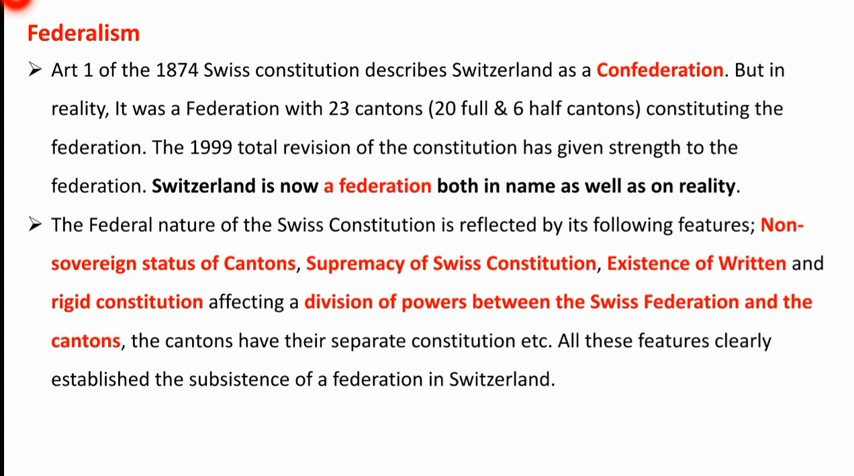 Federalism
➢ Art 1 of the 1874 Swiss constitution describes Switzerland as a Confederation. But in
reality, It was a Federation with 23 cantons (20 full & 6 half cantons) constituting the
federation. The 1999 total revision of the constitution has given strength to the
federation. Switzerland is now a federation both in name as well as on reality.
➢ The Federal nature of the Swiss Constitution is reflected by its following features; Non-
sovereign status of Cantons, Supremacy of Swiss Constitution, Existence of Written and
rigid constitution affecting a division of powers between the Swiss Federation and the
cantons, the cantons have their separate constitution etc. All these features clearly
established the subsistence of a federation in Switzerland.